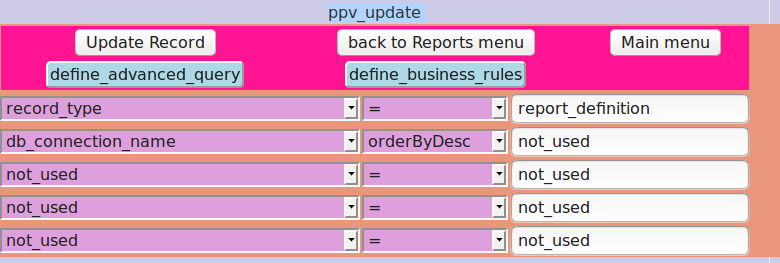 ppv_update
Update Record back to Reports menu Main menu
define_advanced_query define_business_rules
record_type = report_definition
db_connection_name orderByDesc not_used
not_used = not_used
not_used = not_used
not_used = not_used